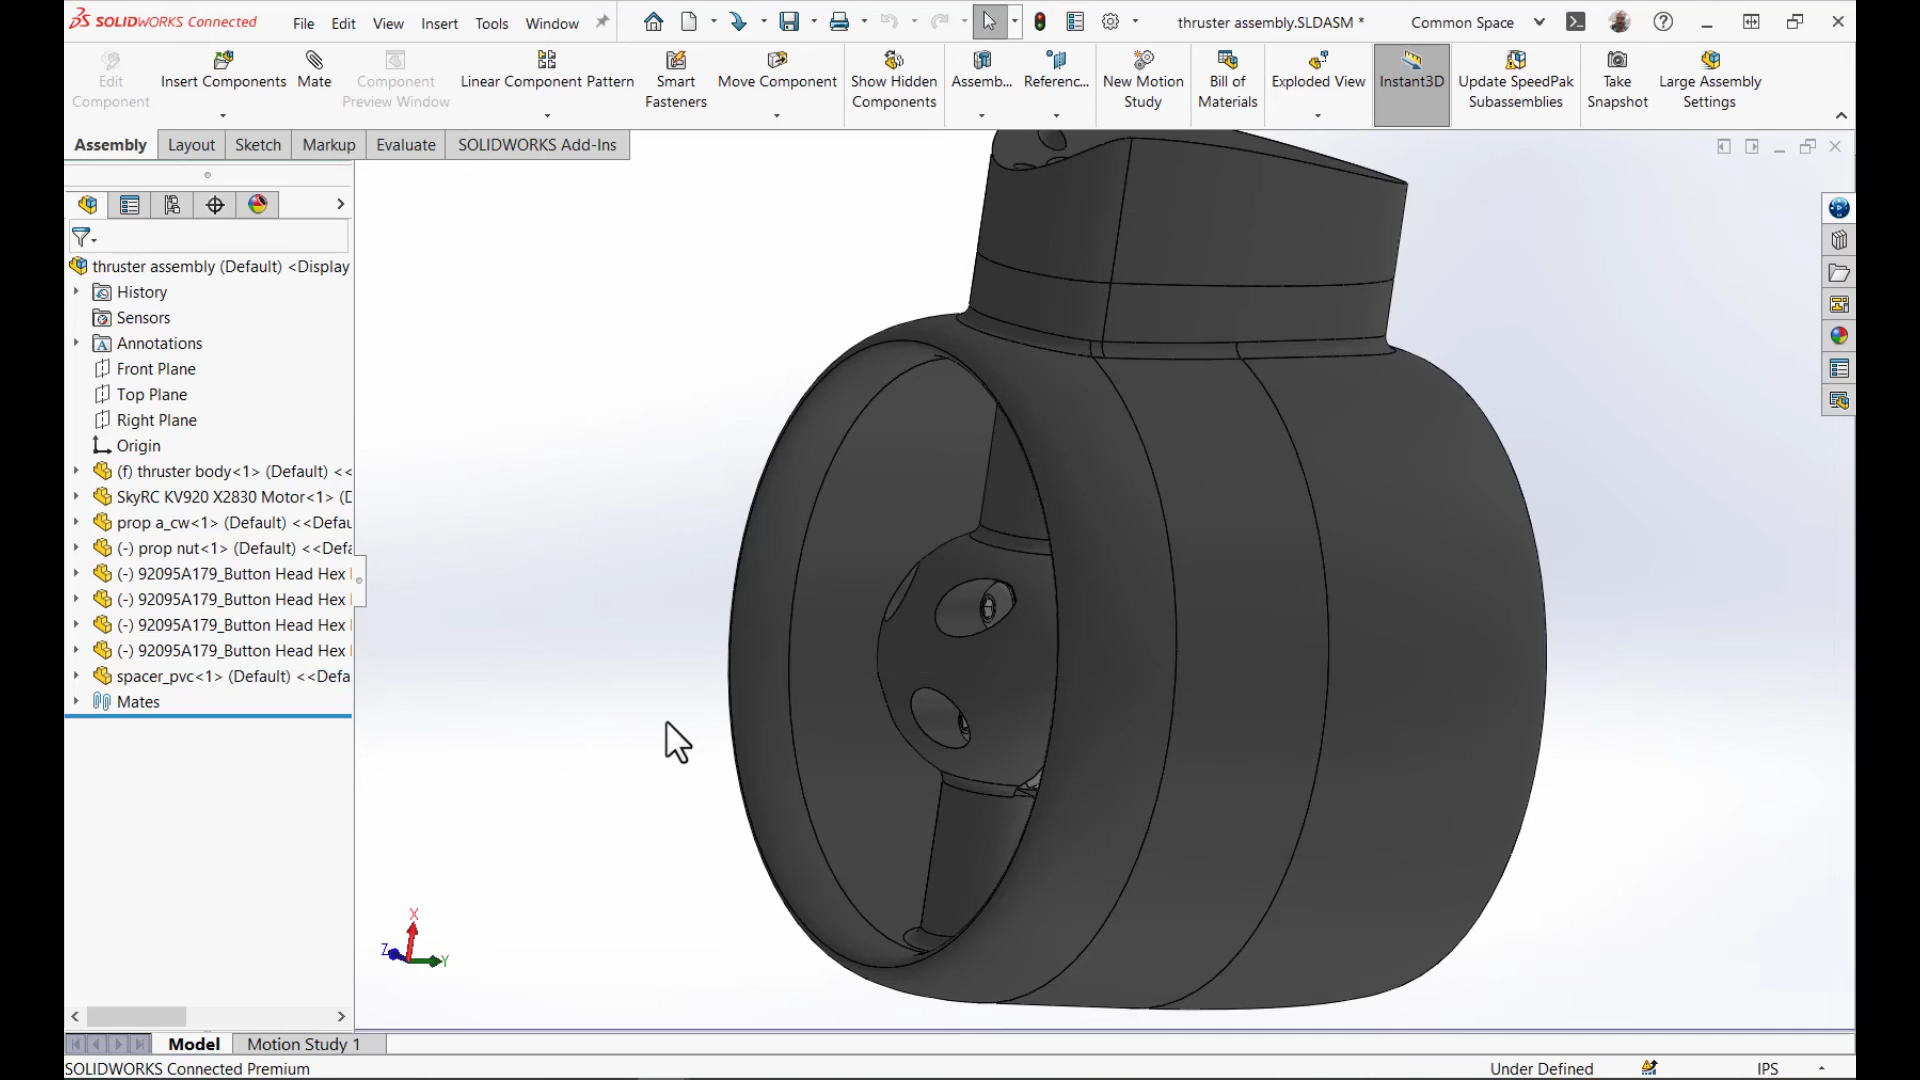 SOLIDWORKS Connected
File Edit View Insert Tools Window
thruster assembly.SLDASM *
Common Space
Edit Component
Insert Components
Mate
Component Preview Window
Linear Component Pattern
Smart Fasteners
Move Component
Show Hidden Components
Assemb...
Referenc...
New Motion Study
Bill of Materials
Exploded View
Instant3D
Update SpeedPak Subassemblies
Take Snapshot
Large Assembly Settings
Assembly Layout Sketch Markup Evaluate SOLIDWORKS Add-Ins
thruster assembly (Default) <Display
History
Sensors
Annotations
Front Plane
Top Plane
Right Plane
Origin
(f) thruster body<1> (Default) <<
SkyRC KV920 X2830 Motor<1> (D
prop a_cw<1> (Default) <<Defau
(-) prop nut<1> (Default) <<Defa
(-) 92095A179_Button Head Hex
(-) 92095A179_Button Head Hex
(-) 92095A179_Button Head Hex
(-) 92095A179_Button Head Hex
spacer_pvc<1> (Default) <<Defa
Mates
X
Z
Y
Model Motion Study 1
SOLIDWORKS Connected Premium
Under Defined
IPS